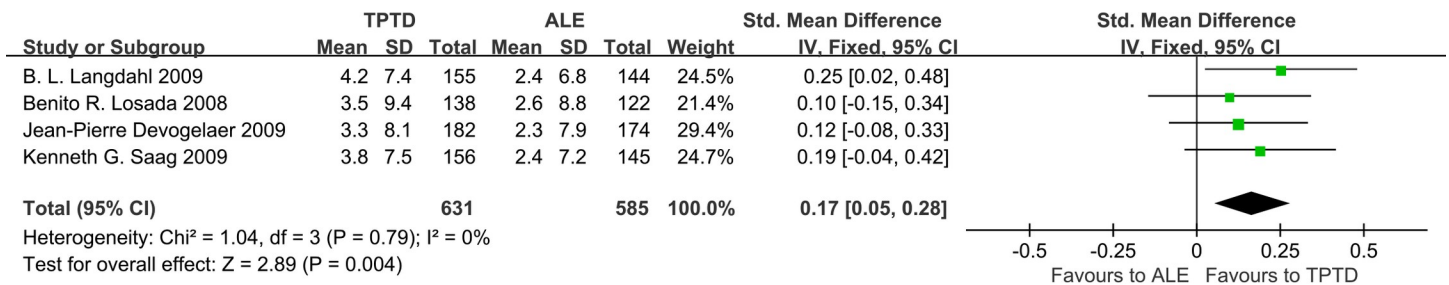 TPTD ALE Std. Mean Difference Std. Mean Difference
Study or Subgroup Mean SD Total Mean SD Total Weight IV, Fixed, 95% CI IV, Fixed, 95% CI
B. L. Langdahl 2009 4.2 7.4 155 2.4 6.8 144 24.5% 0.25 [0.02, 0.48]
Benito R. Losada 2008 3.5 9.4 138 2.6 8.8 122 21.4% 0.10 [-0.15, 0.34]
Jean-Pierre Devogelaer 2009 3.3 8.1 182 2.3 7.9 174 29.4% 0.12 [-0.08, 0.33]
Kenneth G. Saag 2009 3.8 7.5 156 2.4 7.2 145 24.7% 0.19 [-0.04, 0.42]
Total (95% CI) 631 585 100.0% 0.17 [0.05, 0.28]
Heterogeneity: Chi² = 1.04, df = 3 (P = 0.79); I² = 0%
Test for overall effect: Z = 2.89 (P = 0.004)
-0.5 -0.25 0 0.25 0.5
Favours to ALE Favours to TPTD